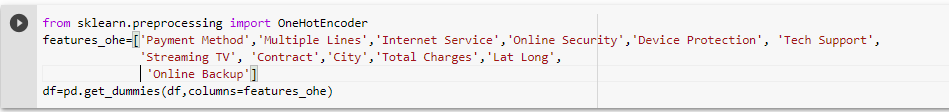 from sklearn.preprocessing import OneHotEncoder
features_ohe=['Payment Method','Multiple Lines','Internet Service','Online Security','Device Protection', 'Tech Support',
'Streaming TV', 'Contract','City','Total Charges','Lat Long',
'Online Backup']
df=pd.get_dummies(df,columns=features_ohe)